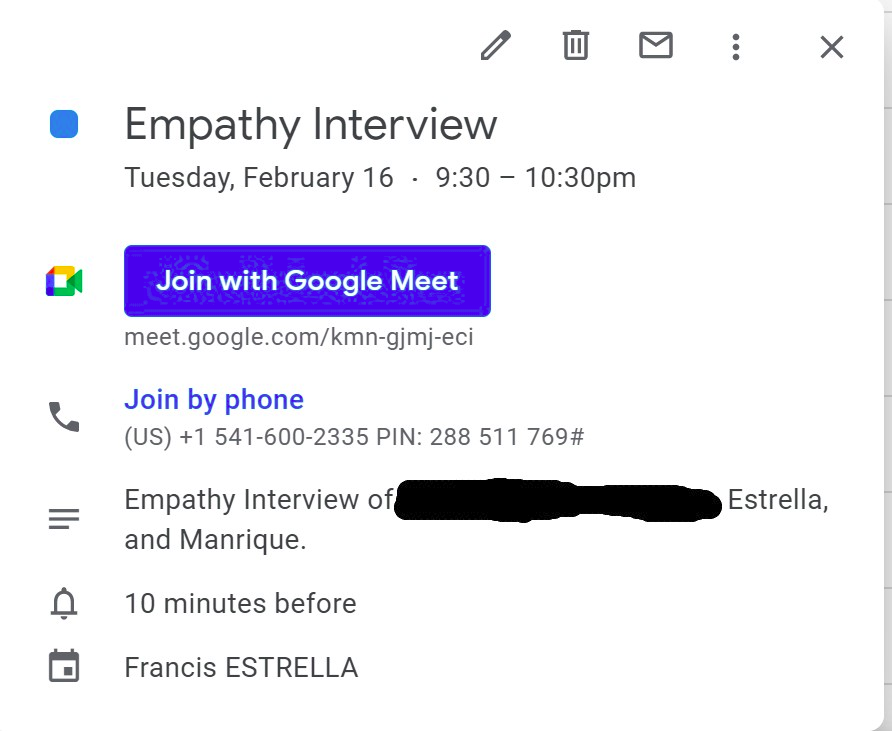 Empathy Interview
Tuesday, February 16 · 9:30 – 10:30pm
Join with Google Meet
meet.google.com/kmn-gjmj-eci
Join by phone
(US) +1 541-600-2335 PIN: 288 511 769#
Empathy Interview of Estrella,
and Manrique.
10 minutes before
Francis ESTRELLA